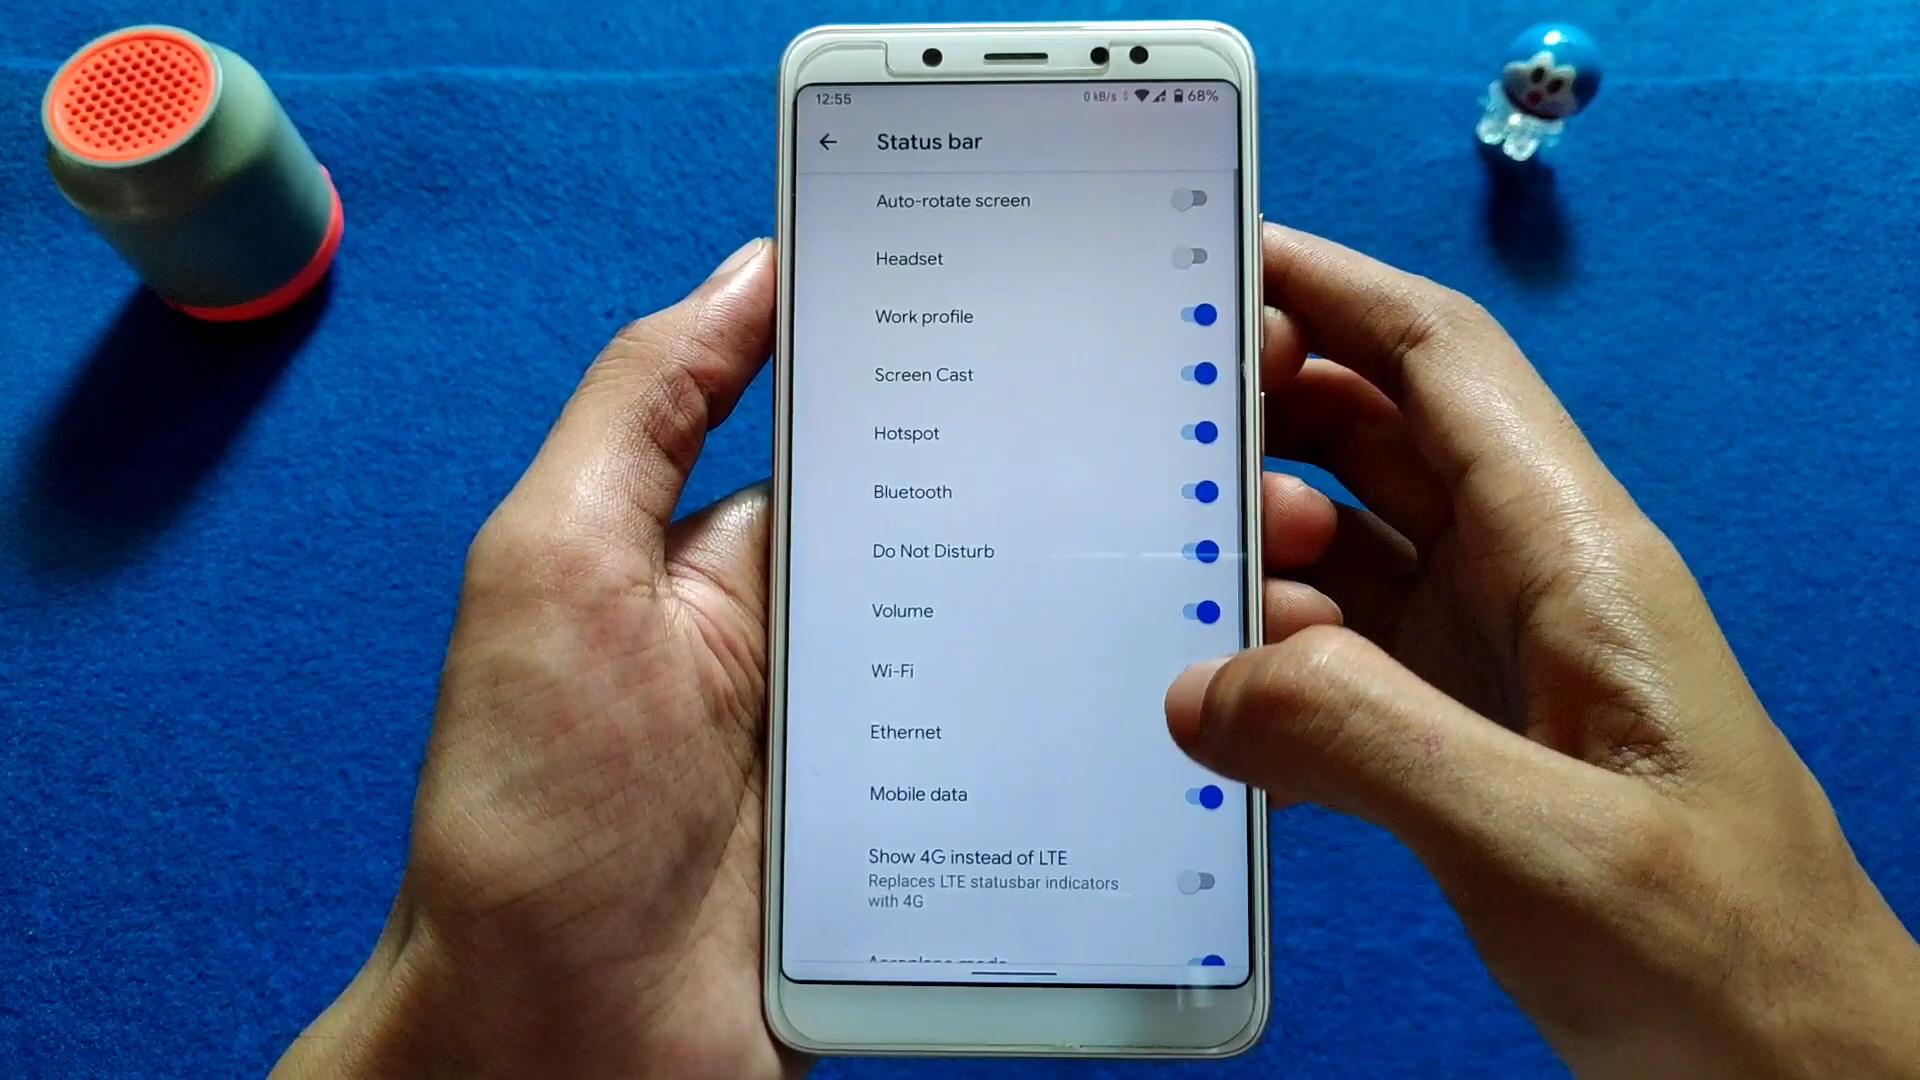 12:55 0 kB/s 68%
Status bar
Auto-rotate screen
Headset
Work profile
Screen Cast
Hotspot
Bluetooth
Do Not Disturb
Volume
Wi-Fi
Ethernet
Mobile data
Show 4G instead of LTE
Replaces LTE statusbar indicators
with 4G